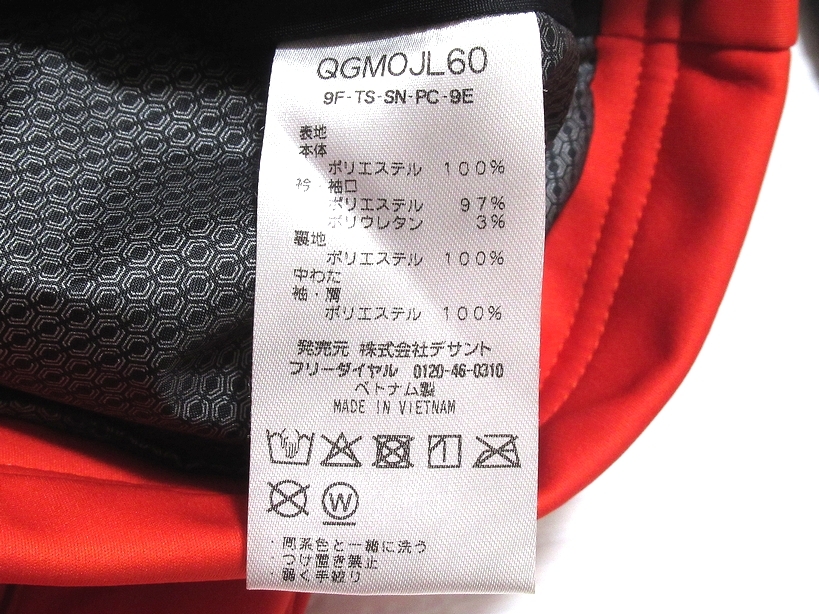 QGMOJL60
9F-TS-SN-PC-9E
表地
本体
ポリエステル 100%
衿・袖口
ポリエステル 97%
ポリウレタン 3%
裏地
ポリエステル 100%
中わた
袖・胴
ポリエステル 100%
発売元 株式会社デサント
フリーダイヤル 0120-46-0310
ベトナム製
MADE IN VIETNAM
W
・同系色と一緒に洗う
・つけ置き禁止
・弱く手絞り